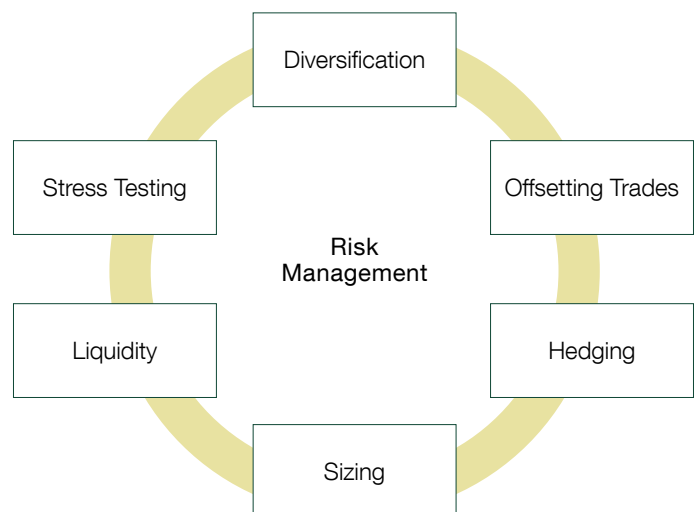 Diversification
Stress Testing
Offsetting Trades
Risk
Management
Liquidity
Hedging
Sizing